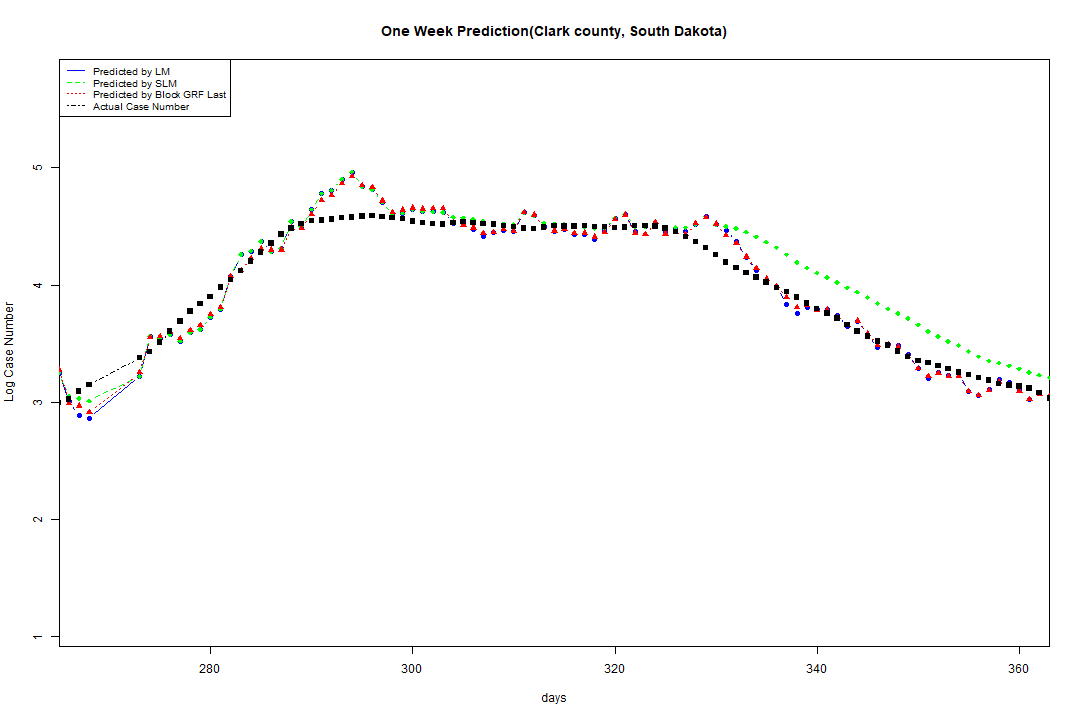 One Week Prediction(Clark county, South Dakota)
Predicted by LM
Predicted by SLM
Predicted by Block GRF Last
Actual Case Number
5
4
3
2
1
Log Case Number
280 300 320 340 360
days